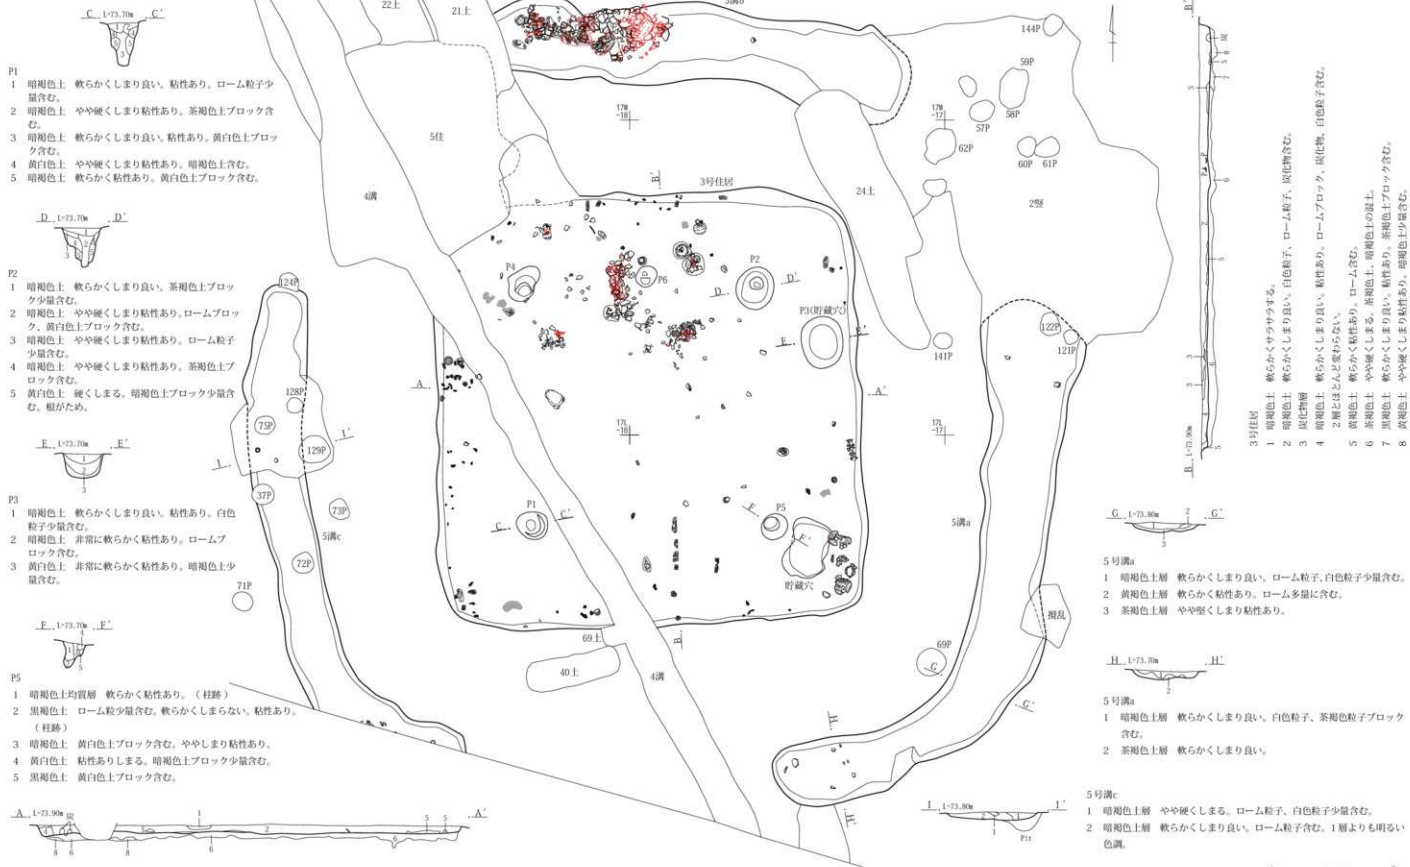 C L=73.70m C′
P1
1 暗褐色土 軟らかくしまり良い。粘性あり。ローム粒子少
量含む。
2 暗褐色土 やや硬くしまり粘性あり。茶褐色土ブロック含
む。
3 暗褐色土 軟らかくしまり良い。粘性あり。黄白色土ブロッ
ク含む。
4 黄白色土 やや硬くしまり粘性あり。暗褐色土含む。
5 暗褐色土 軟らかく粘性あり。黄白色土ブロック含む。
D L=73.70m D′
P2
1 暗褐色土 軟らかくしまり良い。茶褐色土ブロッ
ク少量含む。
2 暗褐色土 やや硬くしまり粘性あり。ロームブロッ
ク、黄白色土ブロック含む。
3 暗褐色土 やや硬くしまり粘性あり。ローム粒子
少量含む。
4 暗褐色土 やや硬くしまり粘性あり。茶褐色土ブ
ロック含む。
5 黄白色土 硬くしまる。暗褐色土ブロック少量含
む。根がため。
E L=73.70m E′
P3
1 暗褐色土 軟らかくしまり良い。粘性あり。白色
粒子少量含む。
2 暗褐色土 非常に軟らかく粘性あり。ロームブ
ロック含む。
3 黄白色土 非常に軟らかく粘性あり。暗褐色土少
量含む。
F L=73.70m F′
P5
1 暗褐色土均質層 軟らかく粘性あり。(柱跡)
2 黒褐色土 ローム粒少量含む。軟らかくしまらない。粘性あり。
(柱跡)
3 暗褐色土 黄白色土ブロック含む。ややしまり粘性あり。
4 黄白色土 粘性ありしまる。暗褐色土ブロック少量含む。
5 黒褐色土 黄白色土ブロック含む。
A L=73.90m 炭 A′
22土
21土
5溝b
5住
4溝
17M
-18
17M
-17
3号住居
24土
144P
59P
58P
57P
62P
60P 61P
2竪
141P
122P
121P
P4
P6
P2
D D′
P3(貯蔵穴)
E E′
A A′
B′
17L
-18
17L
-17
124P
128P
75P
129P
I I′
37P
73P
5溝c
72P
71P
C P1 C′
F P5
F′
貯蔵穴
5溝a
撹乱
69P
G
G′
69土
40土
4溝
B
H
H′
B L=73.90m B′
3号住居
1 暗褐色土 軟らかくサラサラする。
2 暗褐色土 軟らかくしまり良い。白色粒子、ローム粒子、炭化物含む。
3 炭化物層
4 暗褐色土 軟らかくしまり良い。粘性あり。ロームブロック、炭化物、白色粒子含む。
2層とほとんど変わらない。
5 黄褐色土 軟らかく粘性あり。ローム含む。
6 茶褐色土 やや硬くしまる。茶褐色土、暗褐色土の混土。
7 黒褐色土 軟らかくしまり良い。粘性あり。茶褐色土ブロック含む。
8 黄褐色土 やや硬くしまり粘性あり。暗褐色土少量含む。
G L=73.80m G′
5号溝a
1 暗褐色土層 軟らかくしまり良い。ローム粒子、白色粒子少量含む。
2 黄褐色土層 軟らかく粘性あり。ローム多量に含む。
3 茶褐色土層 やや堅くしまり粘性あり。
H L=73.70m H′
5号溝a
1 暗褐色土層 軟らかくしまり良い。白色粒子、茶褐色粒子ブロック
含む。
2 茶褐色土層 軟らかくしまり良い。
I L=73.80m I′
Pit
5号溝c
1 暗褐色土層 やや硬くしまる。ローム粒子、白色粒子少量含む。
2 暗褐色土層 軟らかくしまり良い。ローム粒子含む。1層よりも明るい
色調。